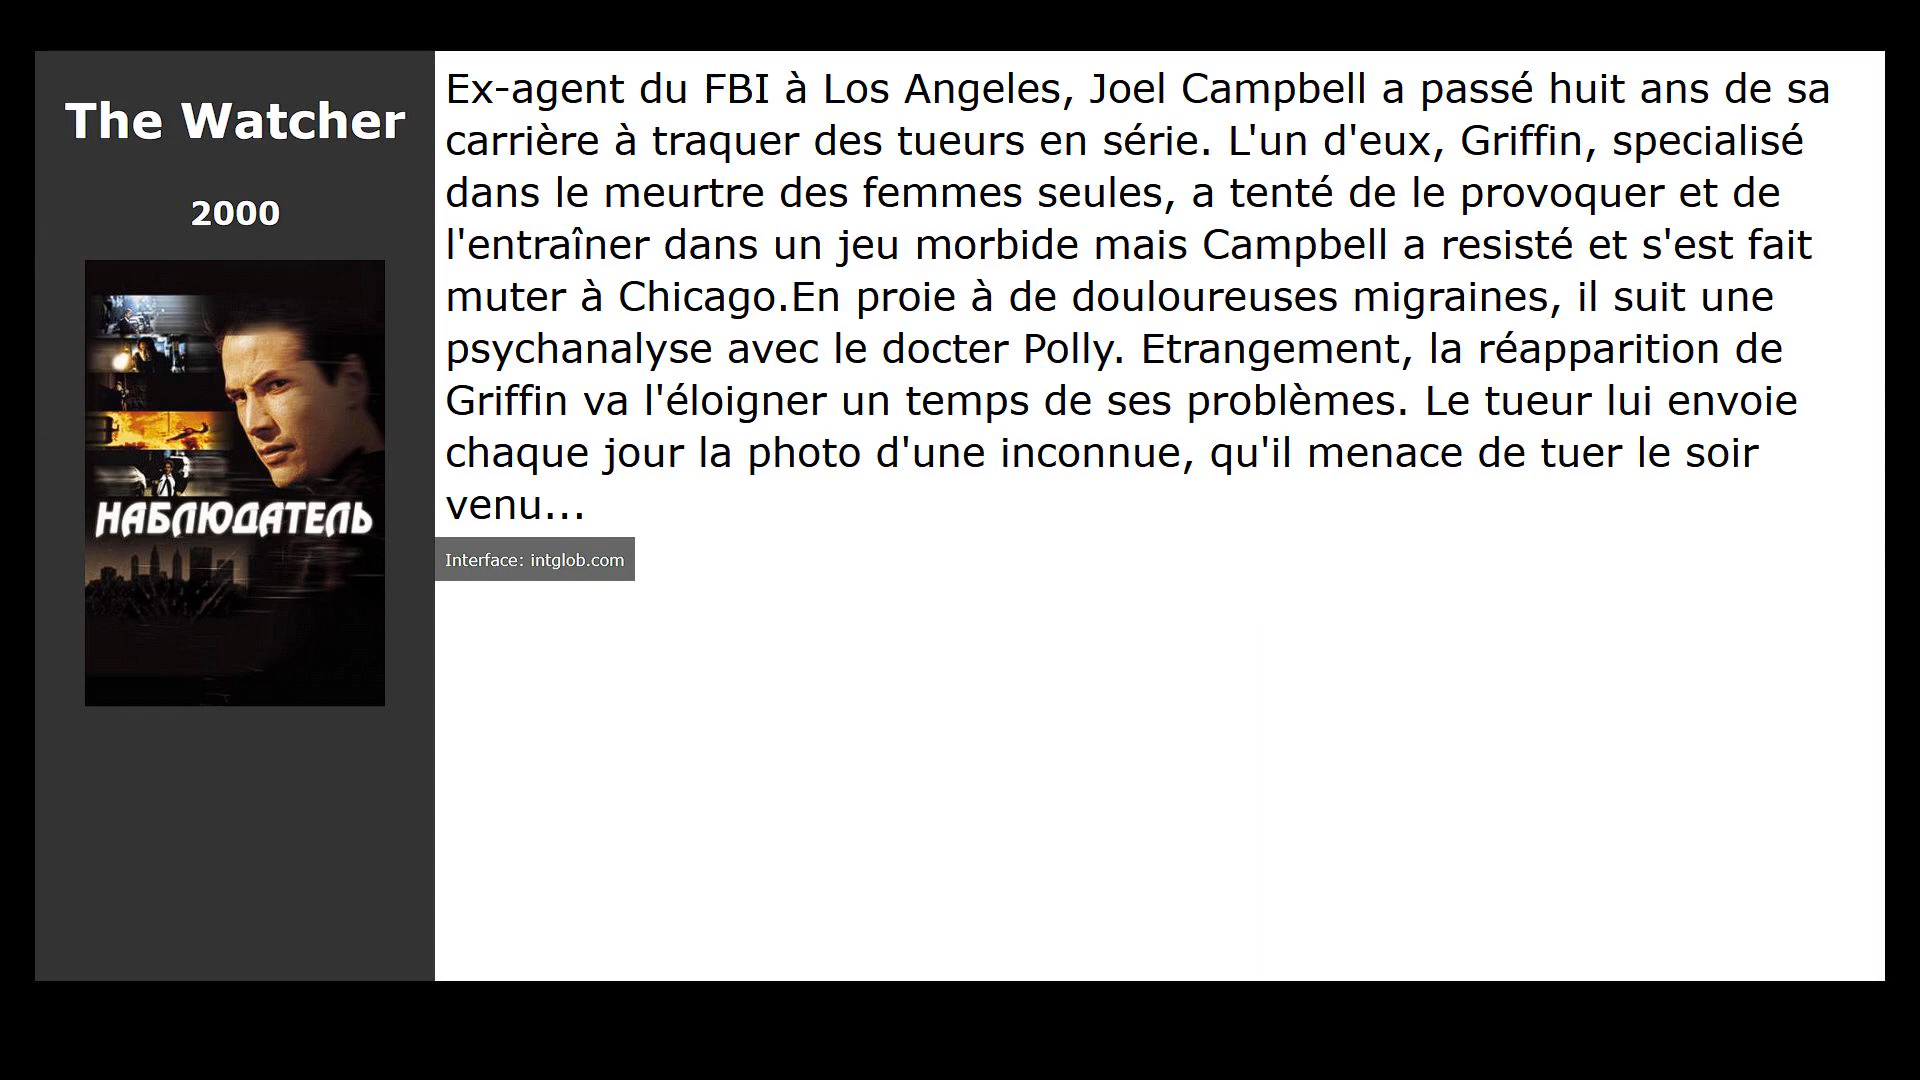 The Watcher
2000
НАБЛЮДАТЕЛЬ
Ex-agent du FBI à Los Angeles, Joel Campbell a passé huit ans de sa
carrière à traquer des tueurs en série. L'un d'eux, Griffin, specialisé
dans le meurtre des femmes seules, a tenté de le provoquer et de
l'entraîner dans un jeu morbide mais Campbell a resisté et s'est fait
muter à Chicago.En proie à de douloureuses migraines, il suit une
psychanalyse avec le docter Polly. Etrangement, la réapparition de
Griffin va l'éloigner un temps de ses problèmes. Le tueur lui envoie
chaque jour la photo d'une inconnue, qu'il menace de tuer le soir
venu...
Interface: intglob.com